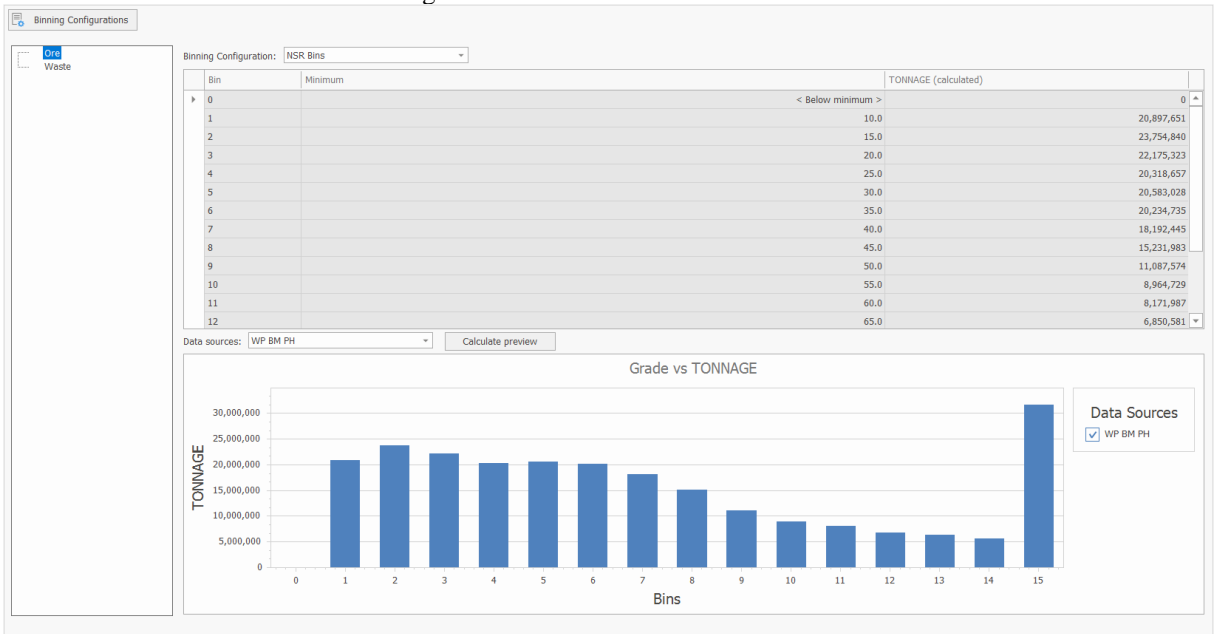 Binning Configurations
Ore
Waste
Binning Configuration: NSR Bins
Bin Minimum TONNAGE (calculated)
0 < Below minimum > 0
1 10.0 20,897,651
2 15.0 23,754,840
3 20.0 22,175,323
4 25.0 20,318,657
5 30.0 20,583,028
6 35.0 20,234,735
7 40.0 18,192,445
8 45.0 15,231,983
9 50.0 11,087,574
10 55.0 8,964,729
11 60.0 8,171,987
12 65.0 6,850,581
Data sources: WP BM PH Calculate preview
Grade vs TONNAGE
TONNAGE
30,000,000
25,000,000
20,000,000
15,000,000
10,000,000
5,000,000
0
0 1 2 3 4 5 6 7 8 9 10 11 12 13 14 15
Bins
Data Sources
WP BM PH